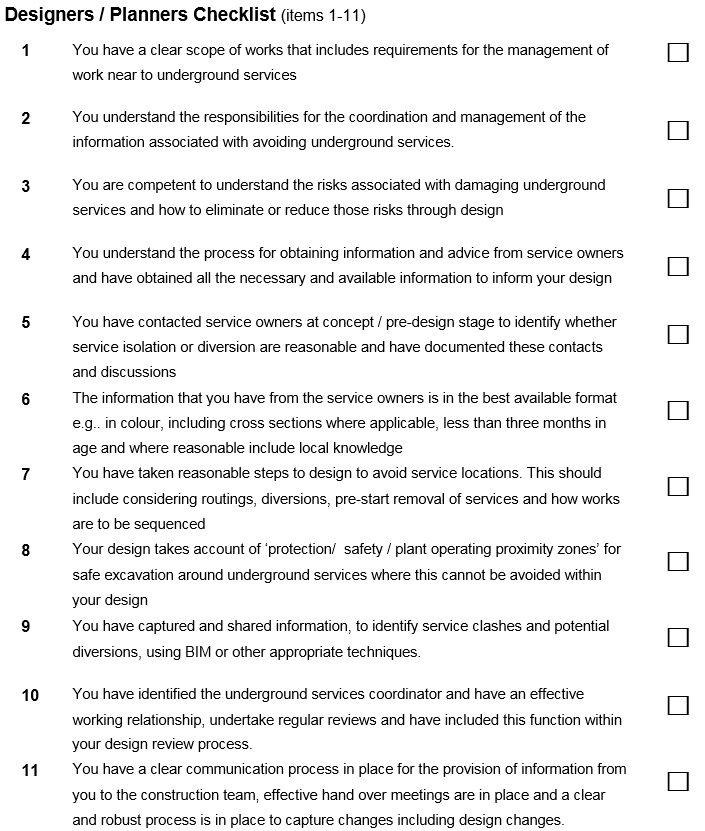 Designers / Planners Checklist (items 1-11)
1 You have a clear scope of works that includes requirements for the management of
work near to underground services
2 You understand the responsibilities for the coordination and management of the
information associated with avoiding underground services.
3 You are competent to understand the risks associated with damaging underground
services and how to eliminate or reduce those risks through design
4 You understand the process for obtaining information and advice from service owners
and have obtained all the necessary and available information to inform your design
5 You have contacted service owners at concept / pre-design stage to identify whether
service isolation or diversion are reasonable and have documented these contacts
and discussions
6 The information that you have from the service owners is in the best available format
e.g.. in colour, including cross sections where applicable, less than three months in
age and where reasonable include local knowledge
7 You have taken reasonable steps to design to avoid service locations. This should
include considering routings, diversions, pre-start removal of services and how works
are to be sequenced
8 Your design takes account of ‘protection/ safety / plant operating proximity zones’ for
safe excavation around underground services where this cannot be avoided within
your design
9 You have captured and shared information, to identify service clashes and potential
diversions, using BIM or other appropriate techniques.
10 You have identified the underground services coordinator and have an effective
working relationship, undertake regular reviews and have included this function within
your design review process.
11 You have a clear communication process in place for the provision of information from
you to the construction team, effective hand over meetings are in place and a clear
and robust process is in place to capture changes including design changes.